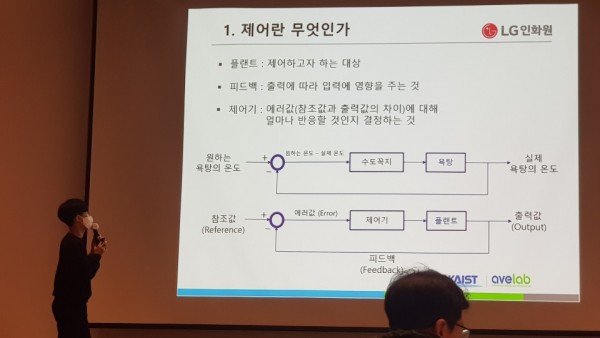 1. 제어란 무엇인가
LG인화원
▪ 플랜트 : 제어하고자 하는 대상
▪ 피드백 : 출력에 따라 입력에 영향을 주는 것
▪ 제어기 : 에러값(참조값과 출력값의 차이)에 대해
얼마나 반응할 것인지 결정하는 것
원하는
욕탕의 온도
+
−
원하는 온도 – 실제 온도
수도꼭지
욕탕
실제
욕탕의 온도
참조값
(Reference)
+
−
에러값 (Error)
제어기
플랜트
출력값
(Output)
피드백
(Feedback)
KAIST
avelab